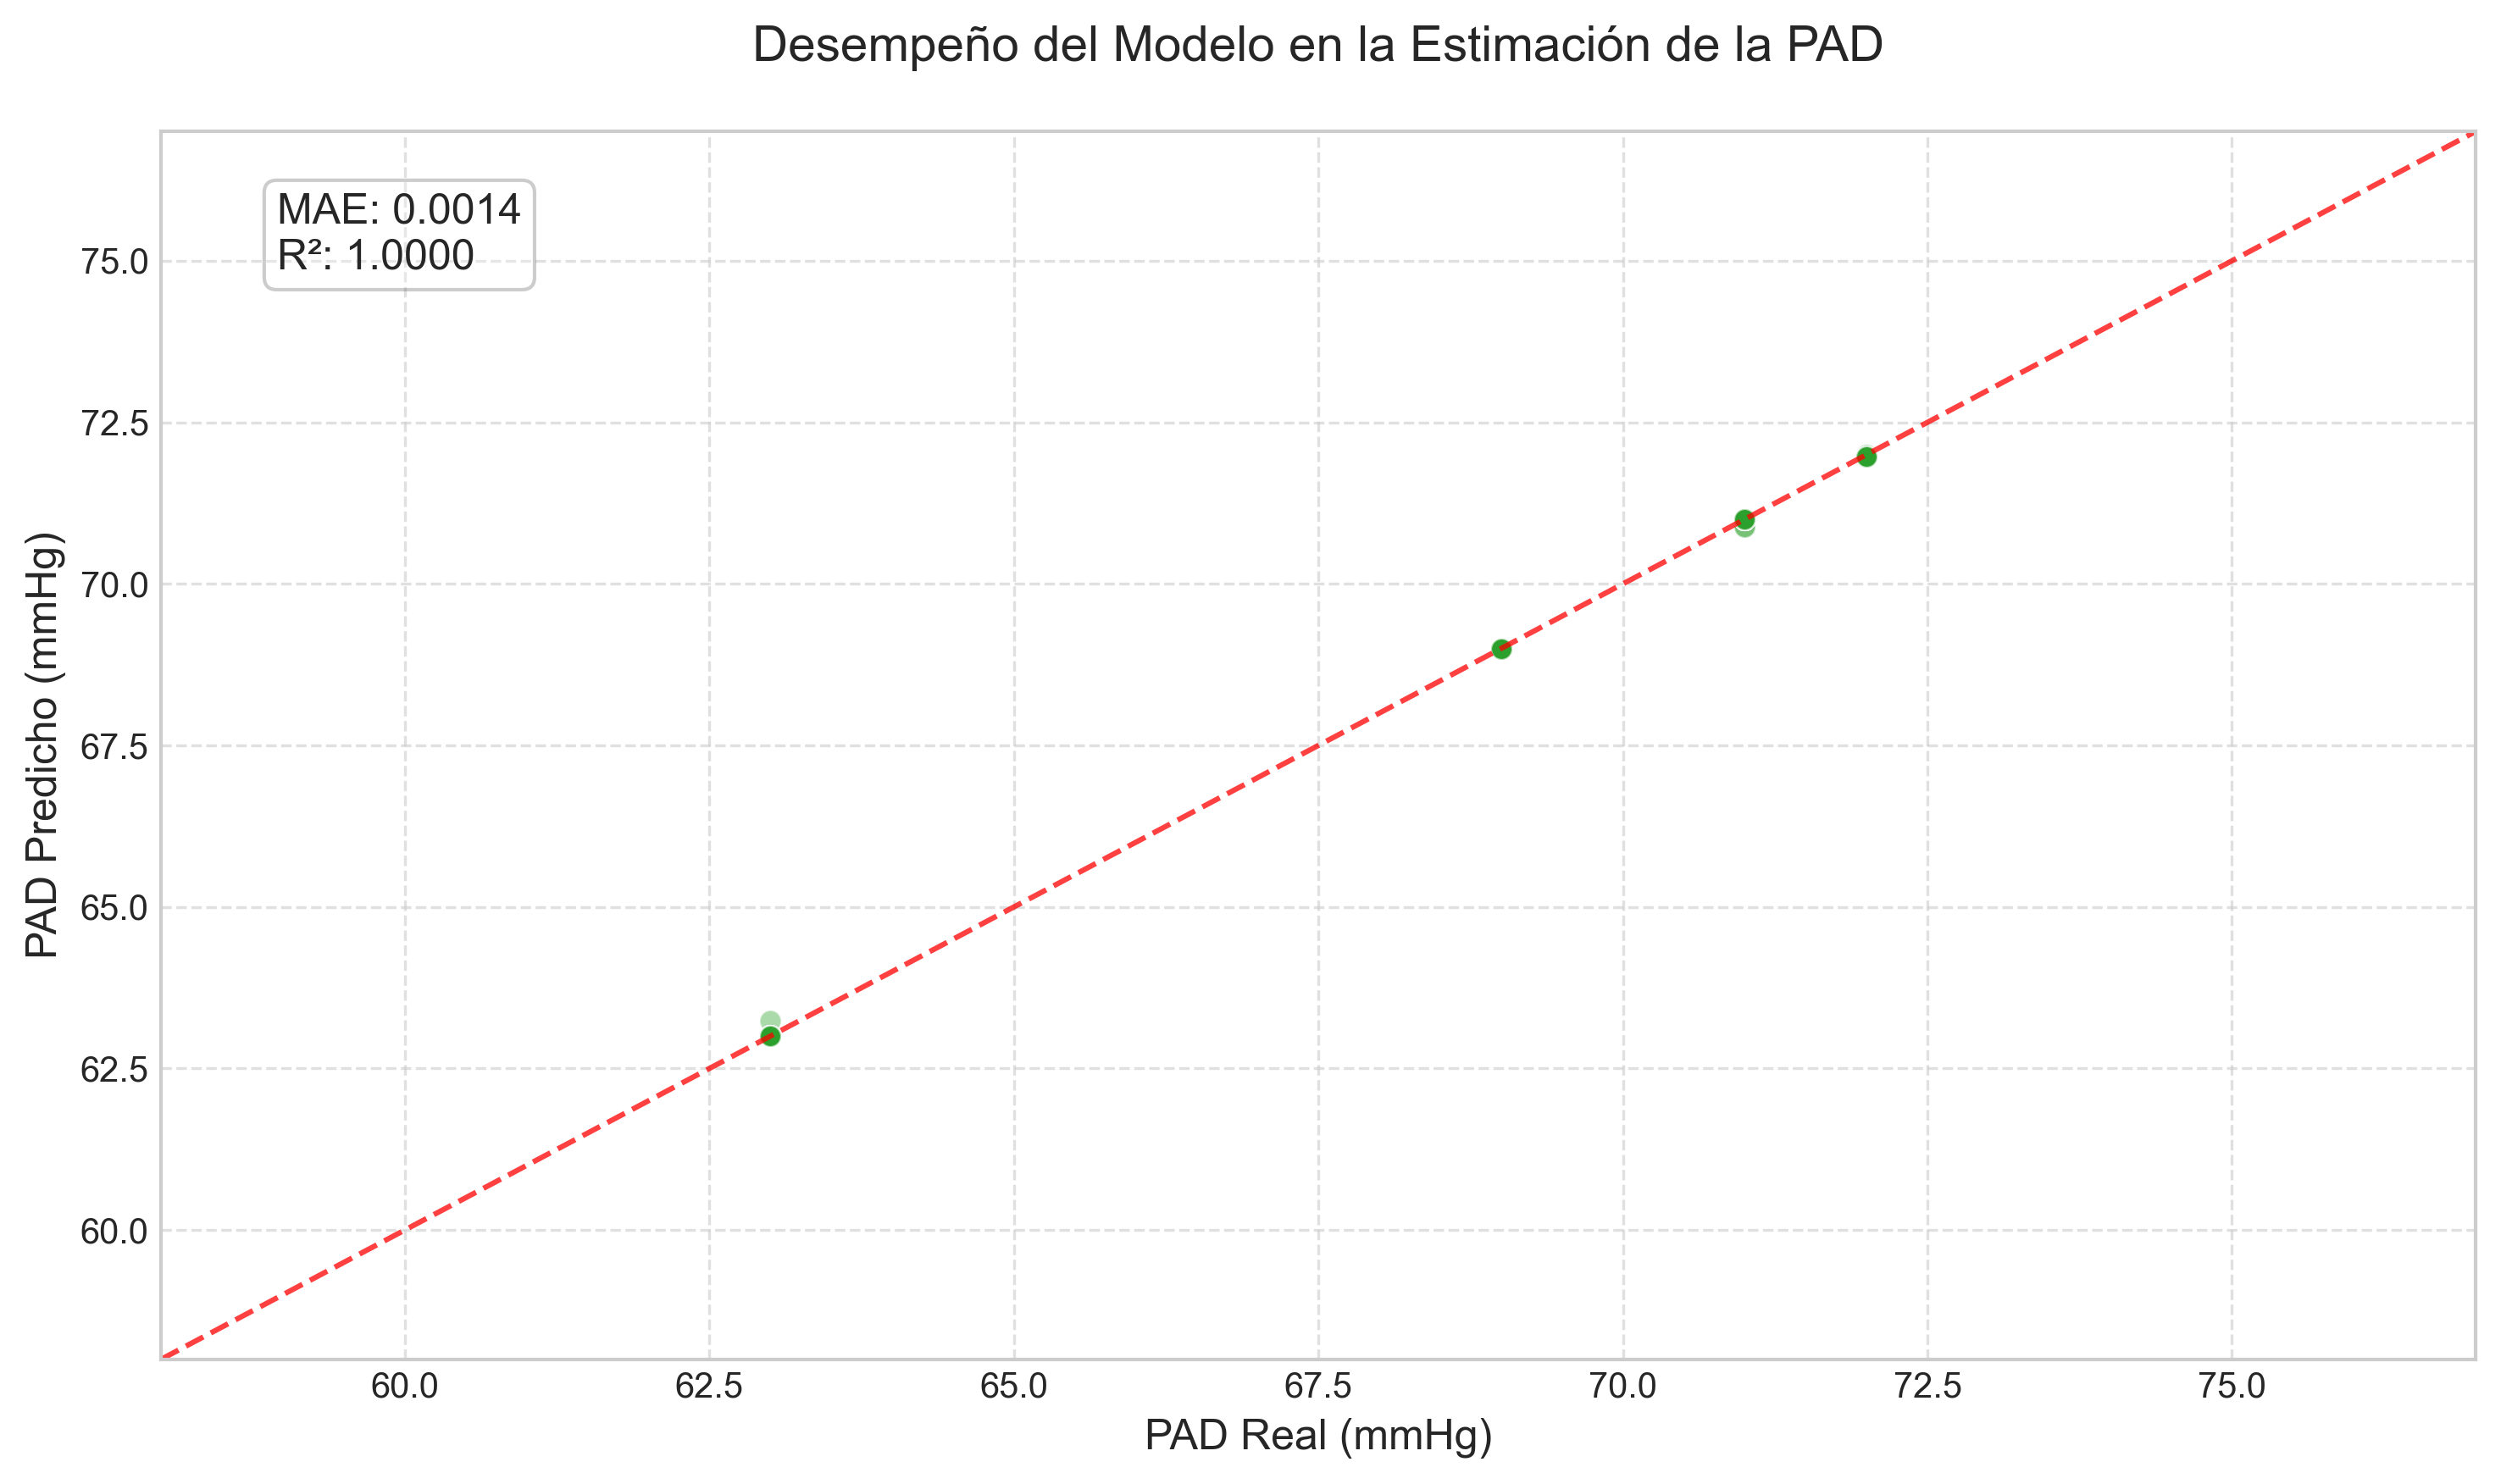 Desempeño del Modelo en la Estimación de la PAD
MAE: 0.0014
R²: 1.0000
75.0
72.5
70.0
67.5
65.0
62.5
60.0
PAD Predicho (mmHg)
60.0 62.5 65.0 67.5 70.0 72.5 75.0
PAD Real (mmHg)